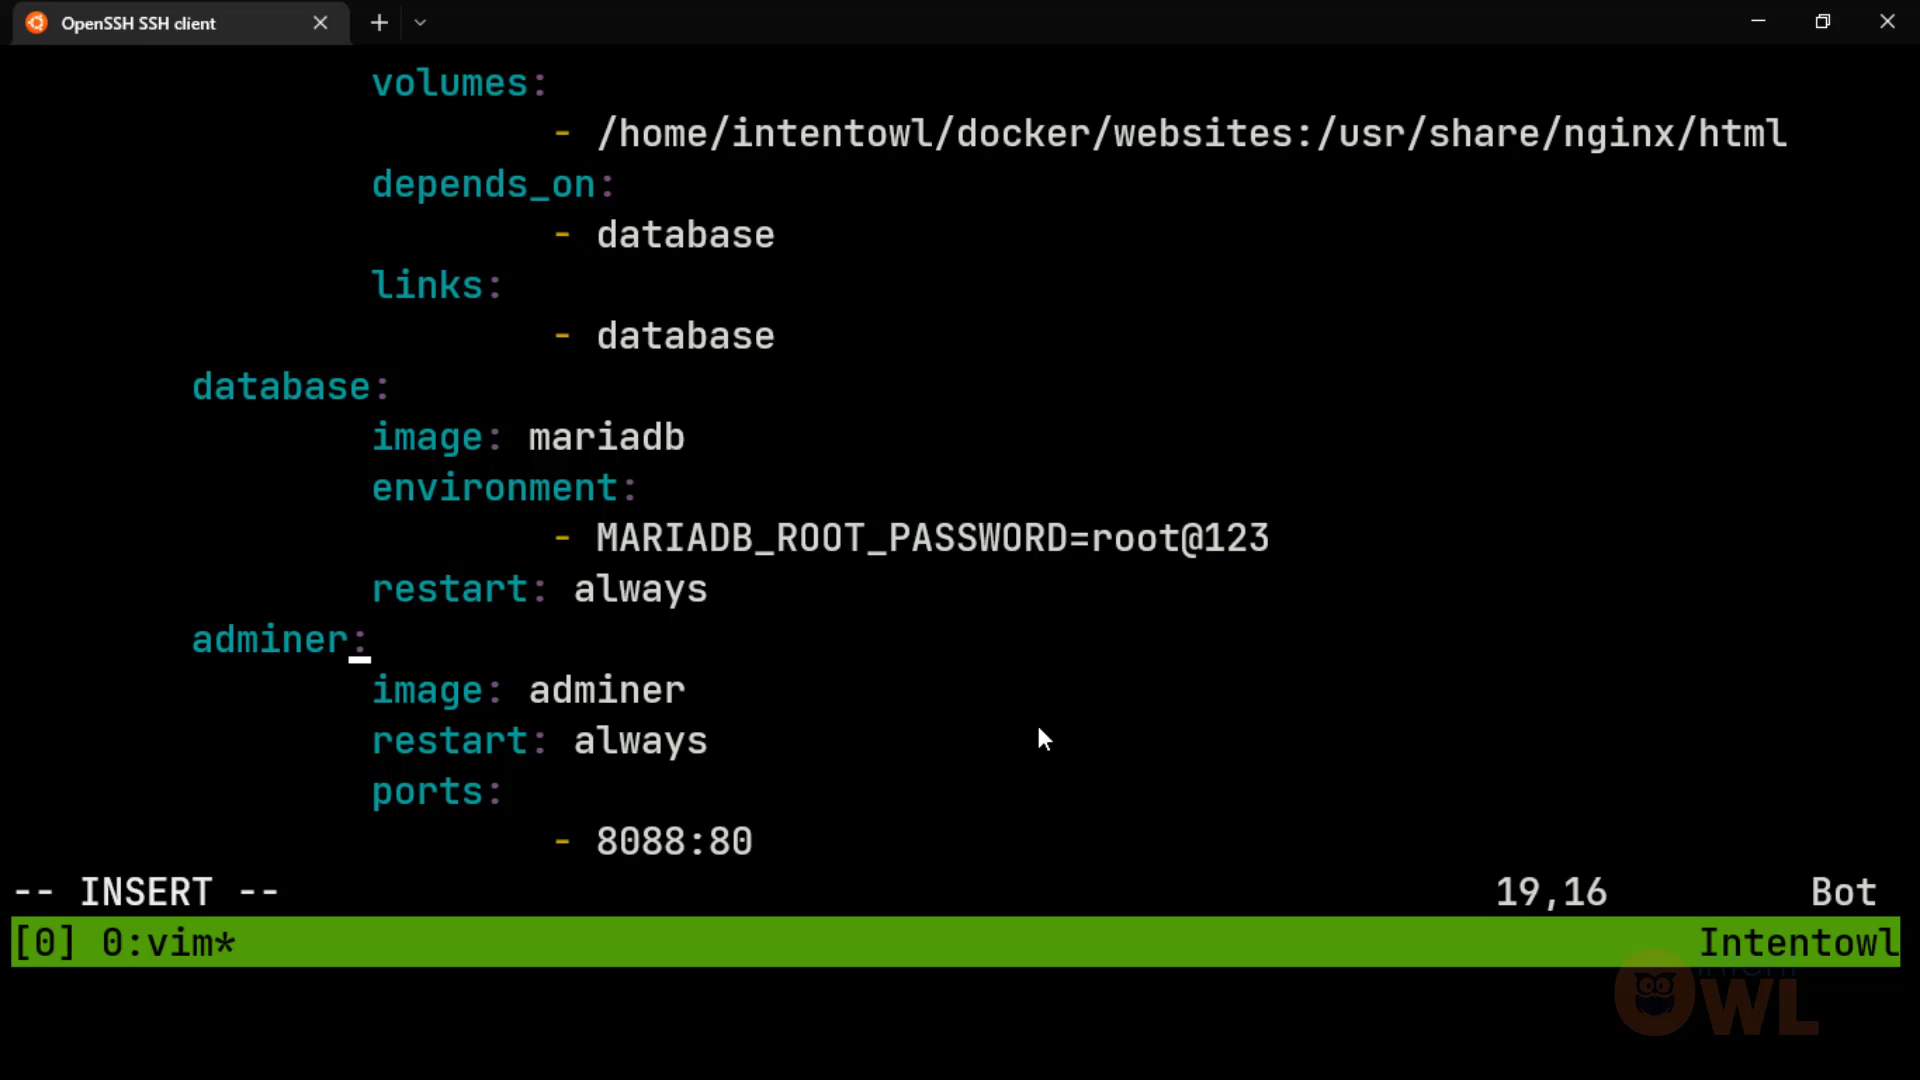 OpenSSH SSH client
volumes:
- /home/intentowl/docker/websites:/usr/share/nginx/html
depends_on:
- database
links:
- database
database:
image: mariadb
environment:
- MARIADB_ROOT_PASSWORD=root@123
restart: always
adminer:
image: adminer
restart: always
ports:
- 8088:80
-- INSERT -- 19,16 Bot
[0] 0:vim* Intentowl
OWL